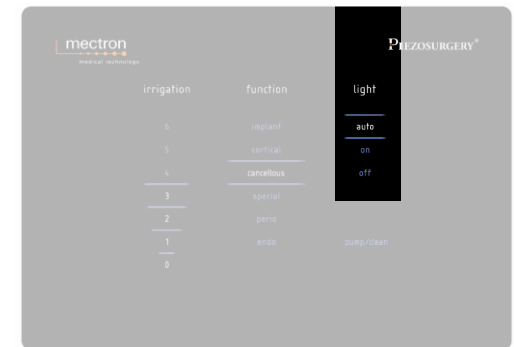 mectron
PIEZOSURGERY®
medical technology
irrigation function light
6 implant auto
5 cortical on
4 cancellous off
3 special
2 perio
1 endo pump/clean
0